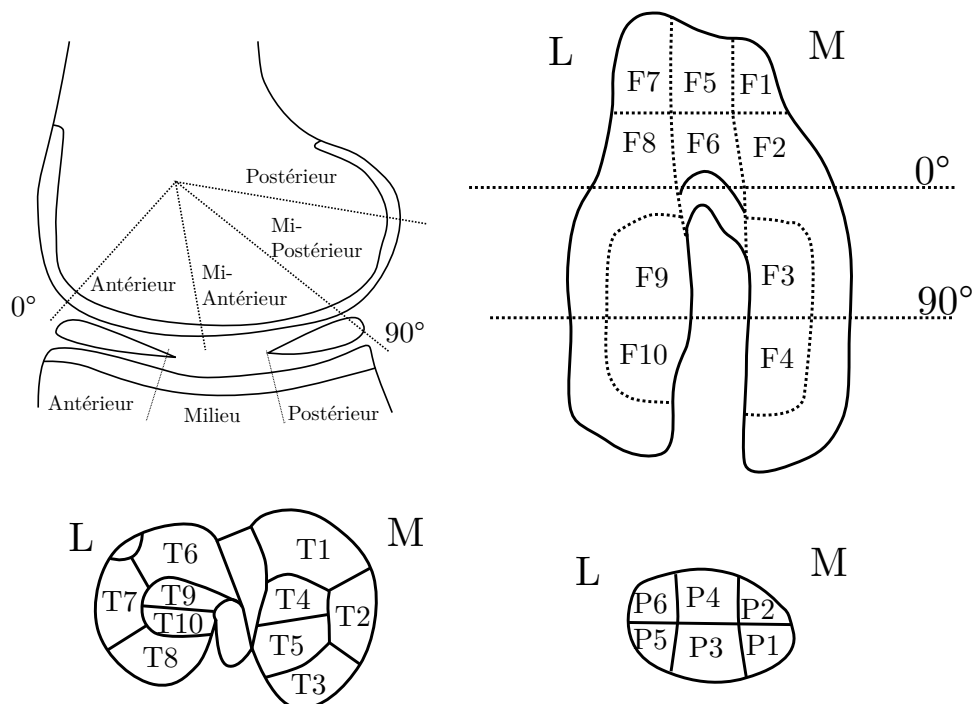 Postérieur
Mi-
Postérieur
Mi-
Antérieur
Antérieur
0°
90°
Antérieur
Milieu
Postérieur
L
M
F7
F5
F1
F8
F6
F2
0°
F9
F3
90°
F10
F4
L
M
T6
T1
T7
T9
T4
T2
T10
T5
T8
T3
L
M
P6
P4
P2
P5
P3
P1